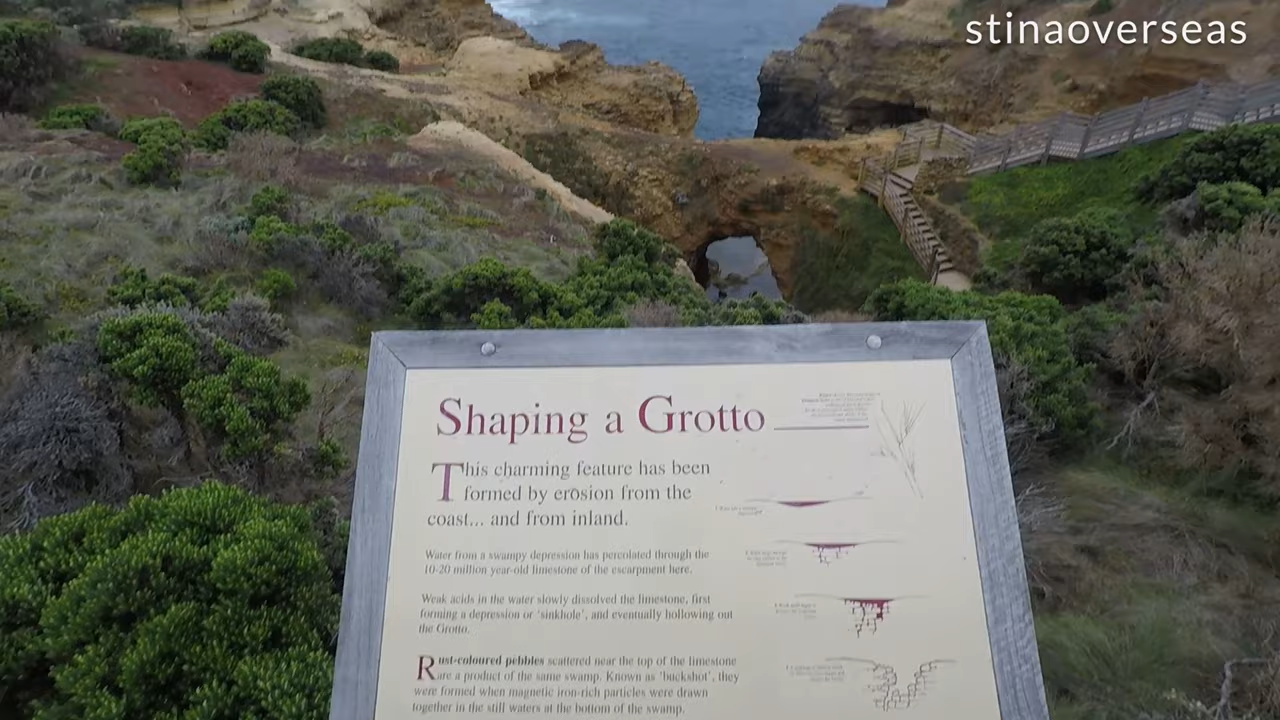 stinaoverseas
Shaping a Grotto
This charming feature has been
formed by erosion from the
coast... and from inland.
Water from a swampy depression has percolated through the
10-20 million year-old limestone of the escarpment here.
Weak acids in the water slowly dissolved the limestone, first
forming a depression or 'sinkhole', and eventually hollowing out
the Grotto.
Rust-coloured pebbles scattered near the top of the limestone
are a product of the same swamp. Known as 'buckshot', they
were formed when magnetic iron-rich particles were drawn
together in the still waters at the bottom of the swamp.